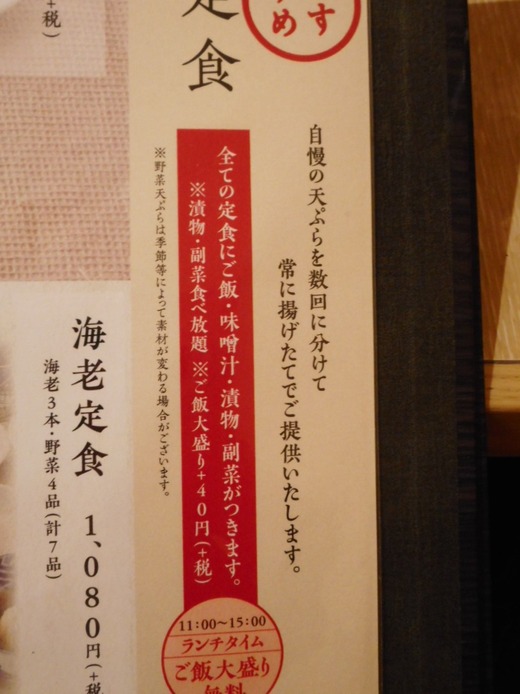 すすめ
定食
自慢の天ぷらを数回に分けて
常に揚げたてでご提供いたします。
全ての定食にご飯・味噌汁・漬物・副菜がつきます。
※漬物・副菜食べ放題 ※ご飯大盛り+40円(+税)
※野菜天ぷらは季節等によって素材が変わる場合がございます。
11:00〜15:00
ランチタイム
ご飯大盛り
無料
+税)
海老定食 1,080円(+税
海老3本・野菜4品(計7品)